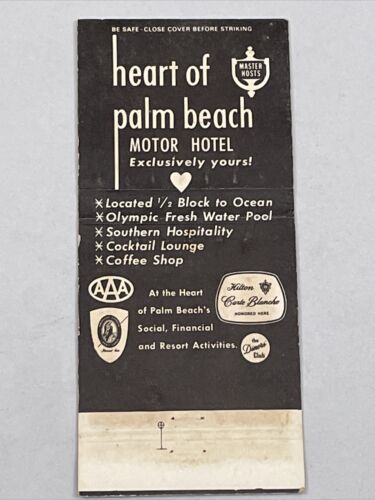 BE SAFE - CLOSE COVER BEFORE STRIKING
heart of
palm beach
MASTER
HOSTS
MOTOR HOTEL
Exclusively yours!
Located 1/2 Block to Ocean
Olympic Fresh Water Pool
Southern Hospitality
Cocktail Lounge
Coffee Shop
AAA
At the Heart
of Palm Beach's
Social, Financial
and Resort Activities.
Hilton
Carte Blanche
HONORED HERE
the
Diners'
Club